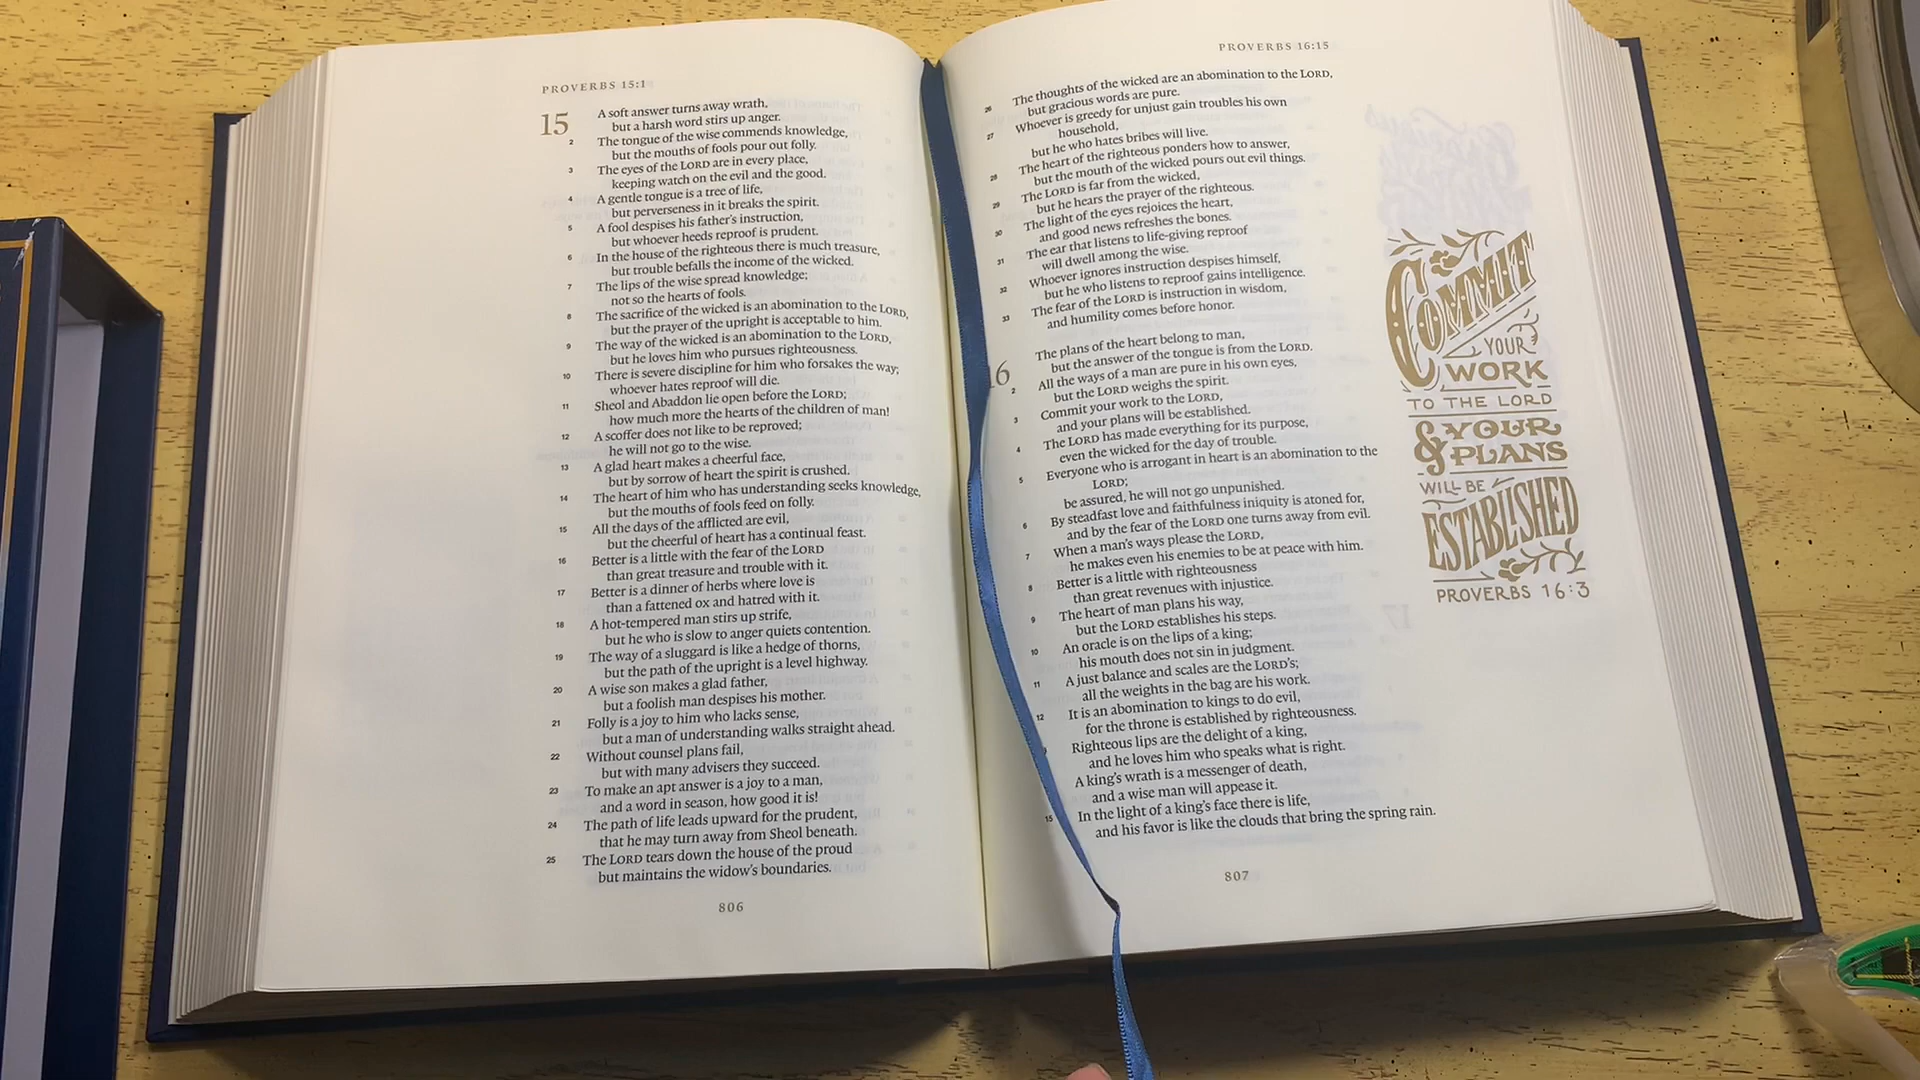 PROVERBS 15:1
15 A soft answer turns away wrath,
but a harsh word stirs up anger.
2 The tongue of the wise commends knowledge,
but the mouths of fools pour out folly.
3 The eyes of the LORD are in every place,
keeping watch on the evil and the good.
4 A gentle tongue is a tree of life,
but perverseness in it breaks the spirit.
5 A fool despises his father's instruction,
but whoever heeds reproof is prudent.
6 In the house of the righteous there is much treasure,
but trouble befalls the income of the wicked.
7 The lips of the wise spread knowledge;
not so the hearts of fools.
8 The sacrifice of the wicked is an abomination to the LORD,
but the prayer of the upright is acceptable to him.
9 The way of the wicked is an abomination to the LORD,
but he loves him who pursues righteousness.
10 There is severe discipline for him who forsakes the way;
whoever hates reproof will die.
11 Sheol and Abaddon lie open before the LORD;
how much more the hearts of the children of man!
12 A scoffer does not like to be reproved;
he will not go to the wise.
13 A glad heart makes a cheerful face,
but by sorrow of heart the spirit is crushed.
14 The heart of him who has understanding seeks knowledge,
but the mouths of fools feed on folly.
15 All the days of the afflicted are evil,
but the cheerful of heart has a continual feast.
16 Better is a little with the fear of the LORD
than great treasure and trouble with it.
17 Better is a dinner of herbs where love is
than a fattened ox and hatred with it.
18 A hot-tempered man stirs up strife,
but he who is slow to anger quiets contention.
19 The way of a sluggard is like a hedge of thorns,
but the path of the upright is a level highway.
20 A wise son makes a glad father,
but a foolish man despises his mother.
21 Folly is a joy to him who lacks sense,
but a man of understanding walks straight ahead.
22 Without counsel plans fail,
but with many advisers they succeed.
23 To make an apt answer is a joy to a man,
and a word in season, how good it is!
24 The path of life leads upward for the prudent,
that he may turn away from Sheol beneath.
25 The LORD tears down the house of the proud
but maintains the widow's boundaries.
806
PROVERBS 16:15
26 The thoughts of the wicked are an abomination to the LORD,
but gracious words are pure.
27 Whoever is greedy for unjust gain troubles his own
household,
but he who hates bribes will live.
28 The heart of the righteous ponders how to answer,
but the mouth of the wicked pours out evil things.
29 The LORD is far from the wicked,
but he hears the prayer of the righteous.
30 The light of the eyes rejoices the heart,
and good news refreshes the bones.
31 The ear that listens to life-giving reproof
will dwell among the wise.
32 Whoever ignores instruction despises himself,
but he who listens to reproof gains intelligence.
33 The fear of the LORD is instruction in wisdom,
and humility comes before honor.
16 The plans of the heart belong to man,
but the answer of the tongue is from the LORD.
2 All the ways of a man are pure in his own eyes,
but the LORD weighs the spirit.
3 Commit your work to the LORD,
and your plans will be established.
4 The LORD has made everything for its purpose,
even the wicked for the day of trouble.
5 Everyone who is arrogant in heart is an abomination to the
LORD;
be assured, he will not go unpunished.
6 By steadfast love and faithfulness iniquity is atoned for,
and by the fear of the LORD one turns away from evil.
7 When a man's ways please the LORD,
he makes even his enemies to be at peace with him.
8 Better is a little with righteousness
than great revenues with injustice.
9 The heart of man plans his way,
but the LORD establishes his steps.
10 An oracle is on the lips of a king;
his mouth does not sin in judgment.
11 A just balance and scales are the LORD's;
all the weights in the bag are his work.
12 It is an abomination to kings to do evil,
for the throne is established by righteousness.
Righteous lips are the delight of a king,
and he loves him who speaks what is right.
A king's wrath is a messenger of death,
and a wise man will appease it.
15 In the light of a king's face there is life,
and his favor is like the clouds that bring the spring rain.
807
COMMIT
YOUR
WORK
TO THE LORD
& YOUR
PLANS
WILL BE
ESTABLISHED
PROVERBS 16:3